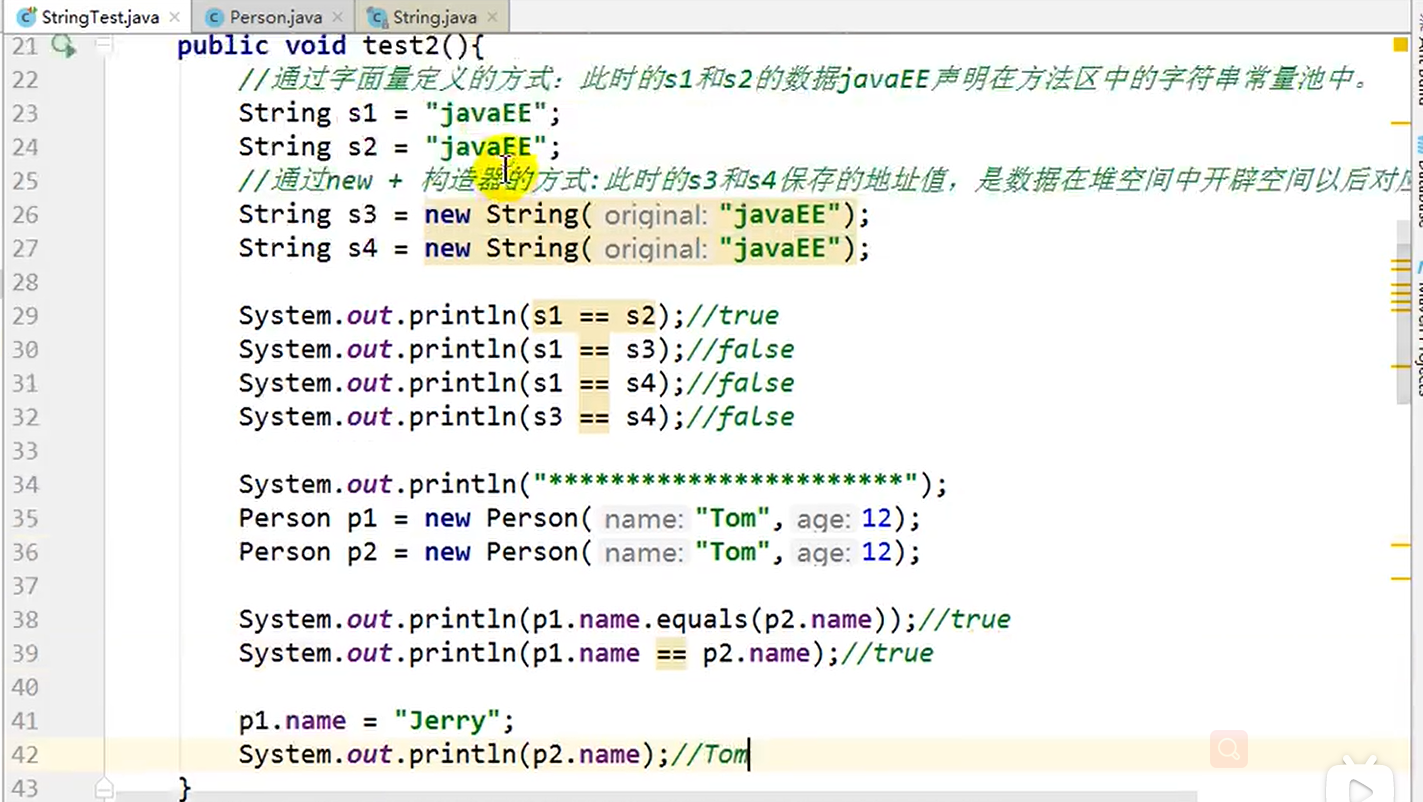 StringTest.java × Person.java × String.java ×
21 public void test2(){
22 //通过字面量定义的方式：此时的s1和s2的数据javaEE声明在方法区中的字符串常量池中。
23 String s1 = "javaEE";
24 String s2 = "javaEE";
25 //通过new + 构造器的方式:此时的s3和s4保存的地址值，是数据在堆空间中开辟空间以后对应
26 String s3 = new String( original: "javaEE");
27 String s4 = new String( original: "javaEE");
28
29 System.out.println(s1 == s2);//true
30 System.out.println(s1 == s3);//false
31 System.out.println(s1 == s4);//false
32 System.out.println(s3 == s4);//false
33
34 System.out.println("***********************");
35 Person p1 = new Person( name: "Tom", age: 12);
36 Person p2 = new Person( name: "Tom", age: 12);
37
38 System.out.println(p1.name.equals(p2.name));//true
39 System.out.println(p1.name == p2.name);//true
40
41 p1.name = "Jerry";
42 System.out.println(p2.name);//Tom
43 }